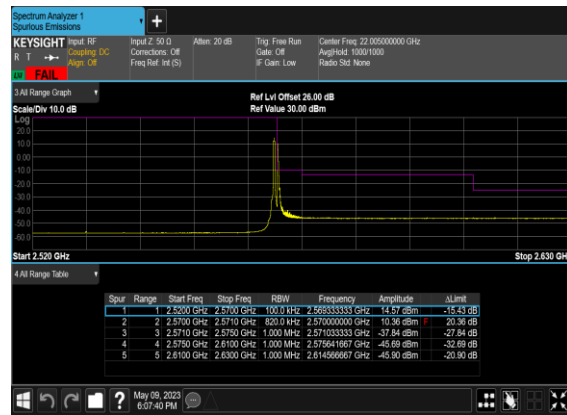 Spectrum Analyzer 1
Spurious Emissions
+
KEYSIGHT Input: RF Input Z: 50 Ω Atten: 20 dB Trig: Free Run Center Freq: 22.005000000 GHz
R T Coupling: DC Corrections: Off Gate: Off Avg|Hold: 1000/1000
Align: Off Freq Ref: Int (S) IF Gain: Low Radio Std: None
FAIL
3 All Range Graph
Ref Lvl Offset 26.00 dB
Scale/Div 10.0 dB Ref Value 30.00 dBm
Log
20.0
10.0
0.00
-10.0
-20.0
-30.0
-40.0
-50.0
-60.0
Start 2.520 GHz Stop 2.630 GH
4 All Range Table
Spur Range Start Freq Stop Freq RBW Frequency Amplitude ΔLimit
1 1 2.5200 GHz 2.5700 GHz 100.0 kHz 2.569333333 GHz 14.57 dBm -15.43 dB
2 2 2.5700 GHz 2.5710 GHz 820.0 kHz 2.570000000 GHz 10.36 dBm F 20.36 dB
3 3 2.5710 GHz 2.5750 GHz 1.000 MHz 2.571033333 GHz -37.84 dBm -27.84 dB
4 4 2.5750 GHz 2.6100 GHz 1.000 MHz 2.575641667 GHz -45.69 dBm -32.69 dB
5 5 2.6100 GHz 2.6300 GHz 1.000 MHz 2.614566667 GHz -45.90 dBm -20.90 dB
? May 09, 2023
6:07:40 PM